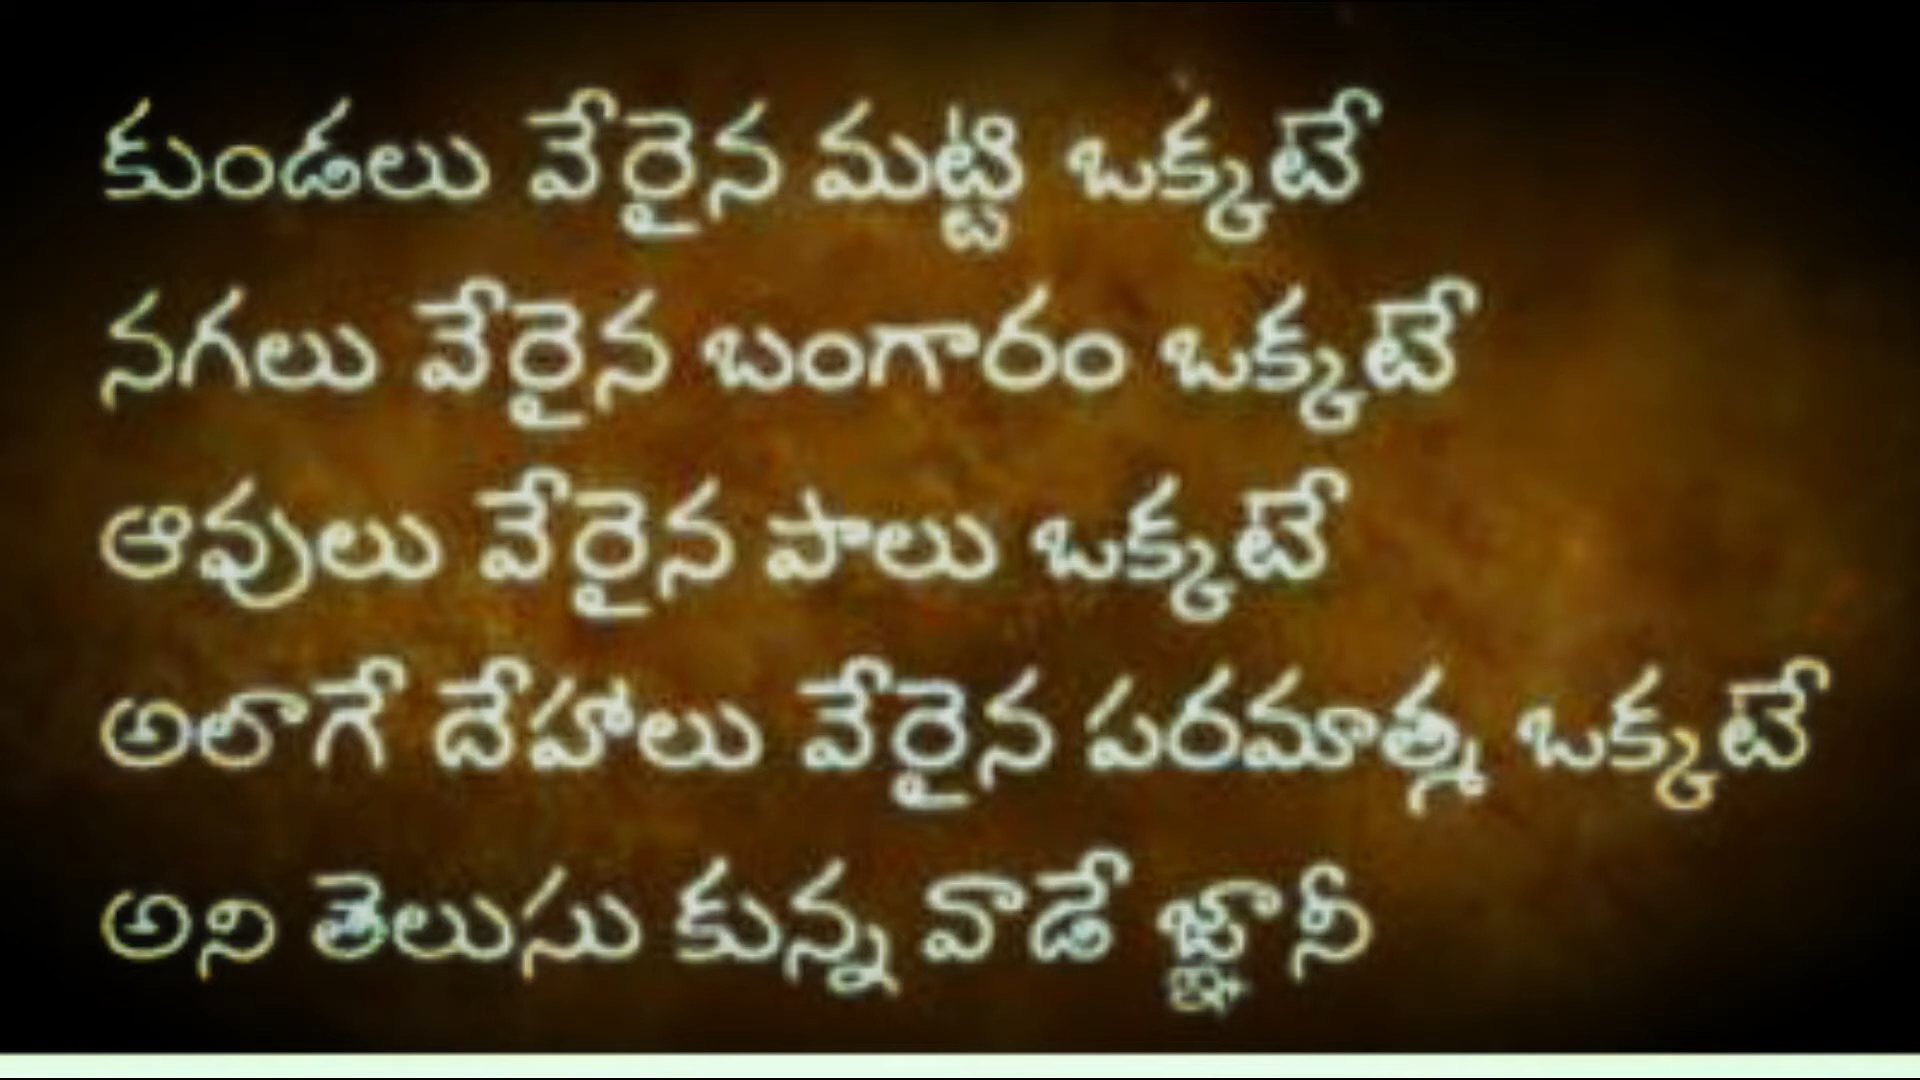 కుండలు వేరైన మట్టి ఒక్కటే
నగలు వేరైన బంగారం ఒక్కటే
ఆవులు వేరైన పాలు ఒక్కటే
అలాగే దేహాలు వేరైన పరమాత్మ ఒక్కటే
అని తెలుసు కున్న వాడే జ్ఞానీ